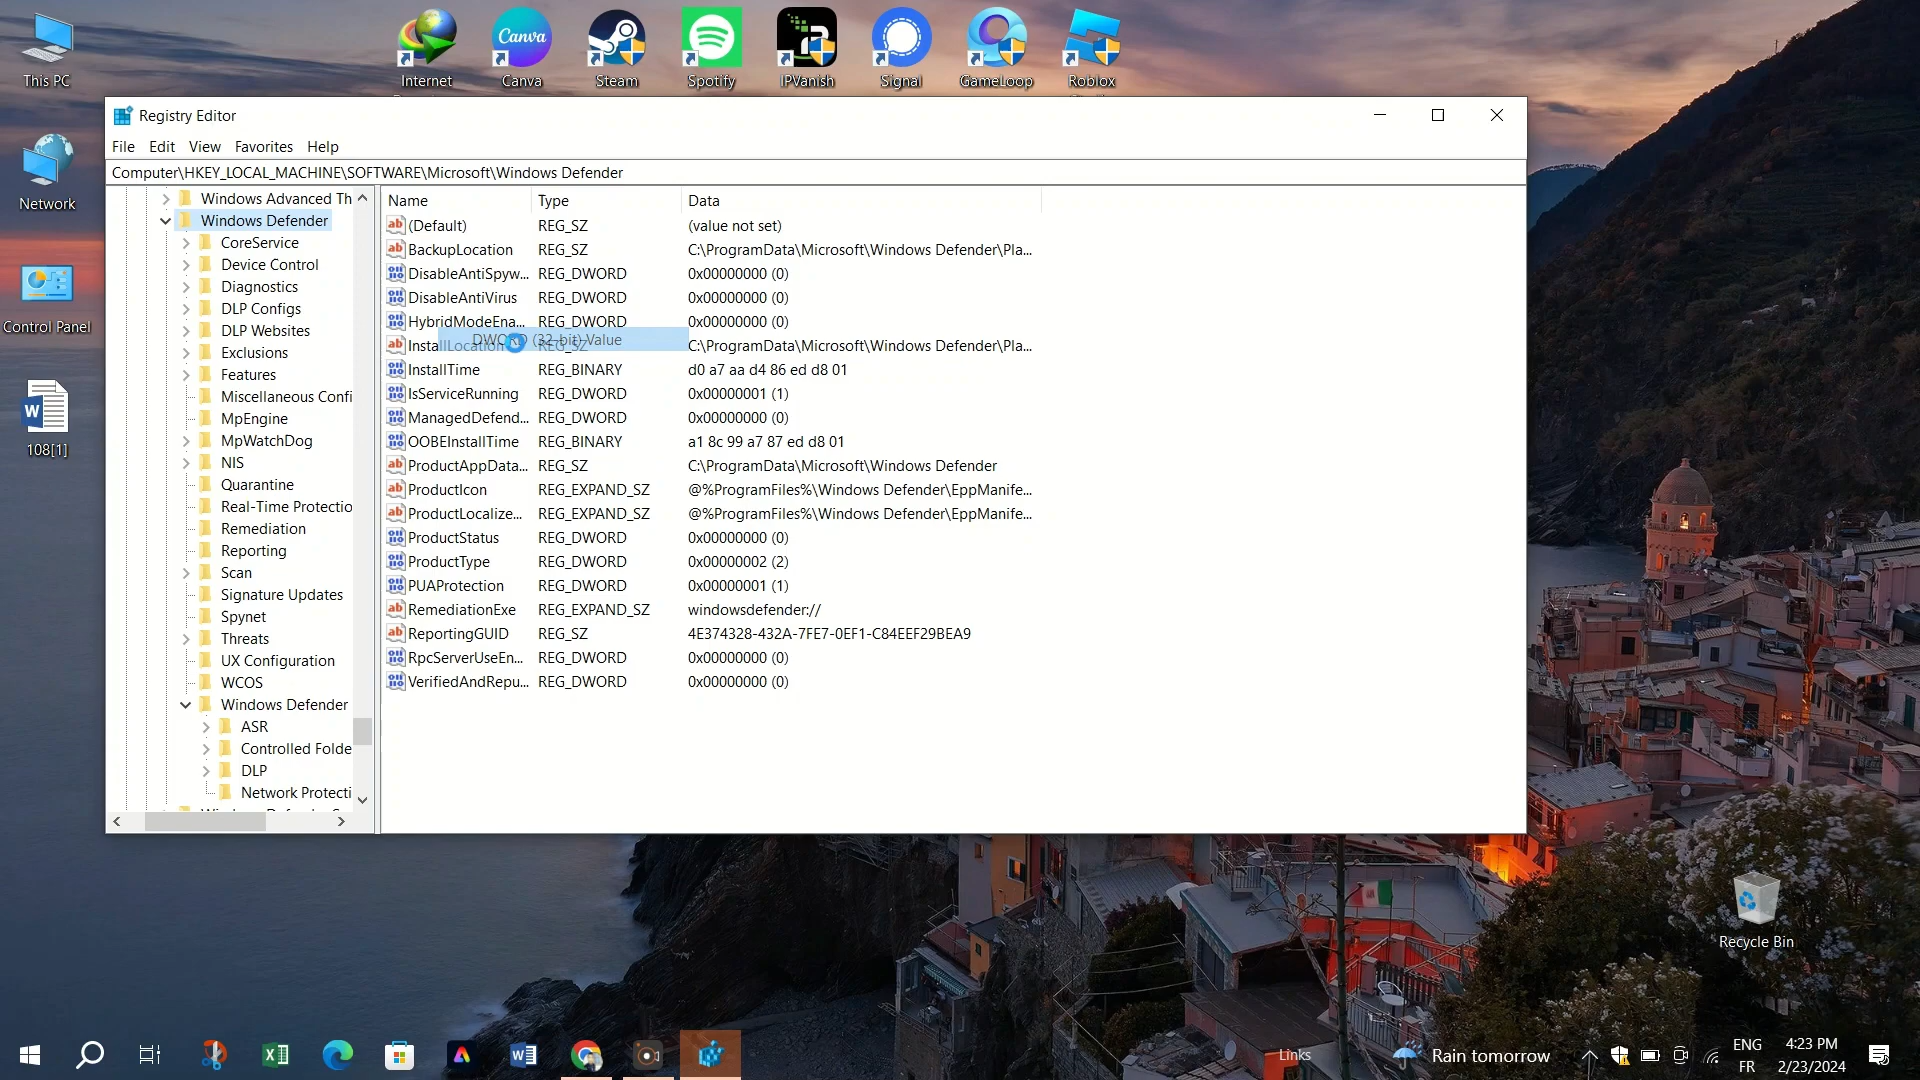 This PC
Internet
Canva
Canva
Steam
Spotify
IPVanish
Signal
GameLoop
Roblox
Network
Control Panel
108[1]
Registry Editor
File Edit View Favorites Help
Computer\HKEY_LOCAL_MACHINE\SOFTWARE\Microsoft\Windows Defender
Windows Advanced Th
Windows Defender
CoreService
Device Control
Diagnostics
DLP Configs
DLP Websites
Exclusions
Features
Miscellaneous Confi
MpEngine
MpWatchDog
NIS
Quarantine
Real-Time Protectio
Remediation
Reporting
Scan
Signature Updates
Spynet
Threats
UX Configuration
WCOS
Windows Defender
ASR
Controlled Folde
DLP
Network Protecti
Name Type Data
(Default) REG_SZ (value not set)
BackupLocation REG_SZ C:\ProgramData\Microsoft\Windows Defender\Pla...
DisableAntiSpyw... REG_DWORD 0x00000000 (0)
DisableAntiVirus REG_DWORD 0x00000000 (0)
HybridModeEna... REG_DWORD 0x00000000 (0)
DWORD (32-bit) Value
InstallLocation REG_SZ C:\ProgramData\Microsoft\Windows Defender\Pla...
InstallTime REG_BINARY d0 a7 aa d4 86 ed d8 01
IsServiceRunning REG_DWORD 0x00000001 (1)
ManagedDefend... REG_DWORD 0x00000000 (0)
OOBEInstallTime REG_BINARY a1 8c 99 a7 87 ed d8 01
ProductAppData... REG_SZ C:\ProgramData\Microsoft\Windows Defender
ProductIcon REG_EXPAND_SZ @%ProgramFiles%\Windows Defender\EppManife...
ProductLocalize... REG_EXPAND_SZ @%ProgramFiles%\Windows Defender\EppManife...
ProductStatus REG_DWORD 0x00000000 (0)
ProductType REG_DWORD 0x00000002 (2)
PUAProtection REG_DWORD 0x00000001 (1)
RemediationExe REG_EXPAND_SZ windowsdefender://
ReportingGUID REG_SZ 4E374328-432A-7FE7-0EF1-C84EEF29BEA9
RpcServerUseEn... REG_DWORD 0x00000000 (0)
VerifiedAndRepu... REG_DWORD 0x00000000 (0)
Recycle Bin
Links
Rain tomorrow
ENG
FR
4:23 PM
2/23/2024